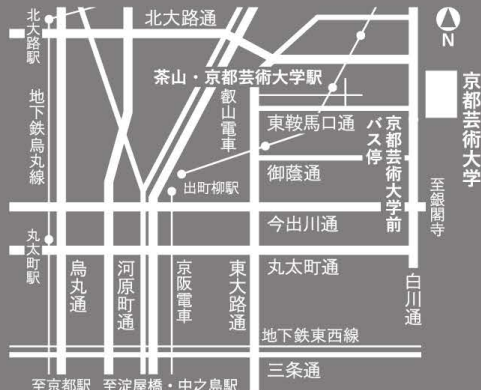 北大路駅
北大路通
N
茶山・京都芸術大学駅
叡山電車
京都芸術大学
地下鉄烏丸線
東鞍馬口通
京都芸術大学前
バス停
御蔭通
出町柳駅
至銀閣寺
今出川通
丸太町駅
烏丸通
河原町通
京阪電車
東大路通
丸太町通
白川通
地下鉄東西線
三条通
至京都駅
至淀屋橋・中之島駅